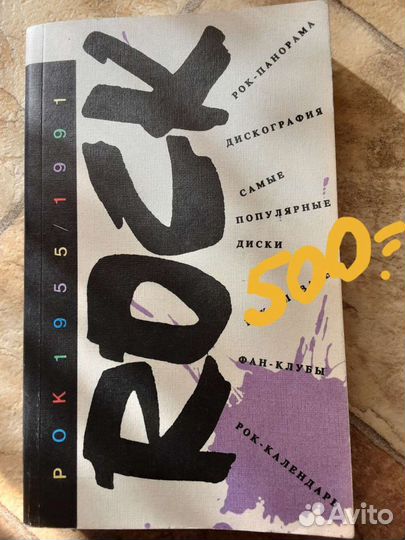 РОК 1955/1991
ROCK
РОК-ПАНОРАМА
ДИСКОГРАФИЯ
САМЫЕ
ПОПУЛЯРНЫЕ
ДИСКИ
500=
ФАН-КЛУБЫ
РОК-КАЛЕНДАРЬ
Avito